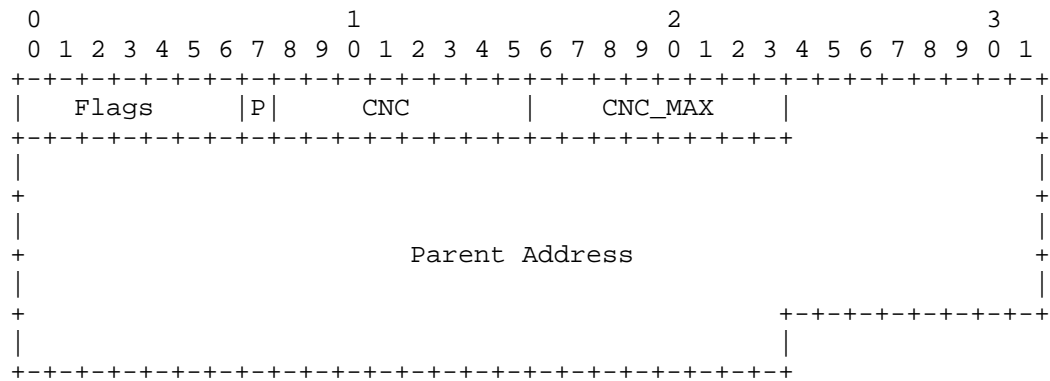 0                   1                   2                   3
 0 1 2 3 4 5 6 7 8 9 0 1 2 3 4 5 6 7 8 9 0 1 2 3 4 5 6 7 8 9 0 1
+-+-+-+-+-+-+-+-+-+-+-+-+-+-+-+-+-+-+-+-+-+-+-+-+-+-+-+-+-+-+-+-+
|   Flags     |P|     CNC       |    CNC_MAX    |               |
+-+-+-+-+-+-+-+-+-+-+-+-+-+-+-+-+-+-+-+-+-+-+-+-+               +
|                                                               |
+                                                               +
|                                                               |
+                        Parent Address                         +
|                                                               |
+                                               +-+-+-+-+-+-+-+-+
|                                               |
+-+-+-+-+-+-+-+-+-+-+-+-+-+-+-+-+-+-+-+-+-+-+-+-+